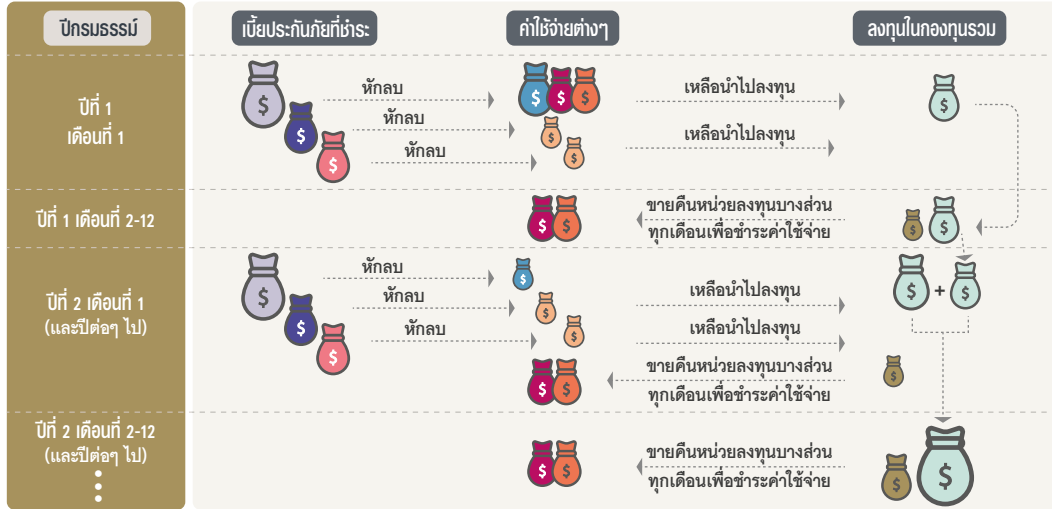 ปีกรมธรรม์
เบี้ยประกันภัยที่ชำระ
ค่าใช้จ่ายต่างๆ
ลงทุนในกองทุนรวม
ปีที่ 1
เดือนที่ 1
หักลบ
หักลบ
หักลบ
เหลือนำไปลงทุน
เหลือนำไปลงทุน
ปีที่ 1 เดือนที่ 2-12
ขายคืนหน่วยลงทุนบางส่วน
ทุกเดือนเพื่อชำระค่าใช้จ่าย
ปีที่ 2 เดือนที่ 1
(และปีต่อๆ ไป)
หักลบ
หักลบ
หักลบ
เหลือนำไปลงทุน
เหลือนำไปลงทุน
ขายคืนหน่วยลงทุนบางส่วน
ทุกเดือนเพื่อชำระค่าใช้จ่าย
+
ปีที่ 2 เดือนที่ 2-12
(และปีต่อๆ ไป)
ขายคืนหน่วยลงทุนบางส่วน
ทุกเดือนเพื่อชำระค่าใช้จ่าย